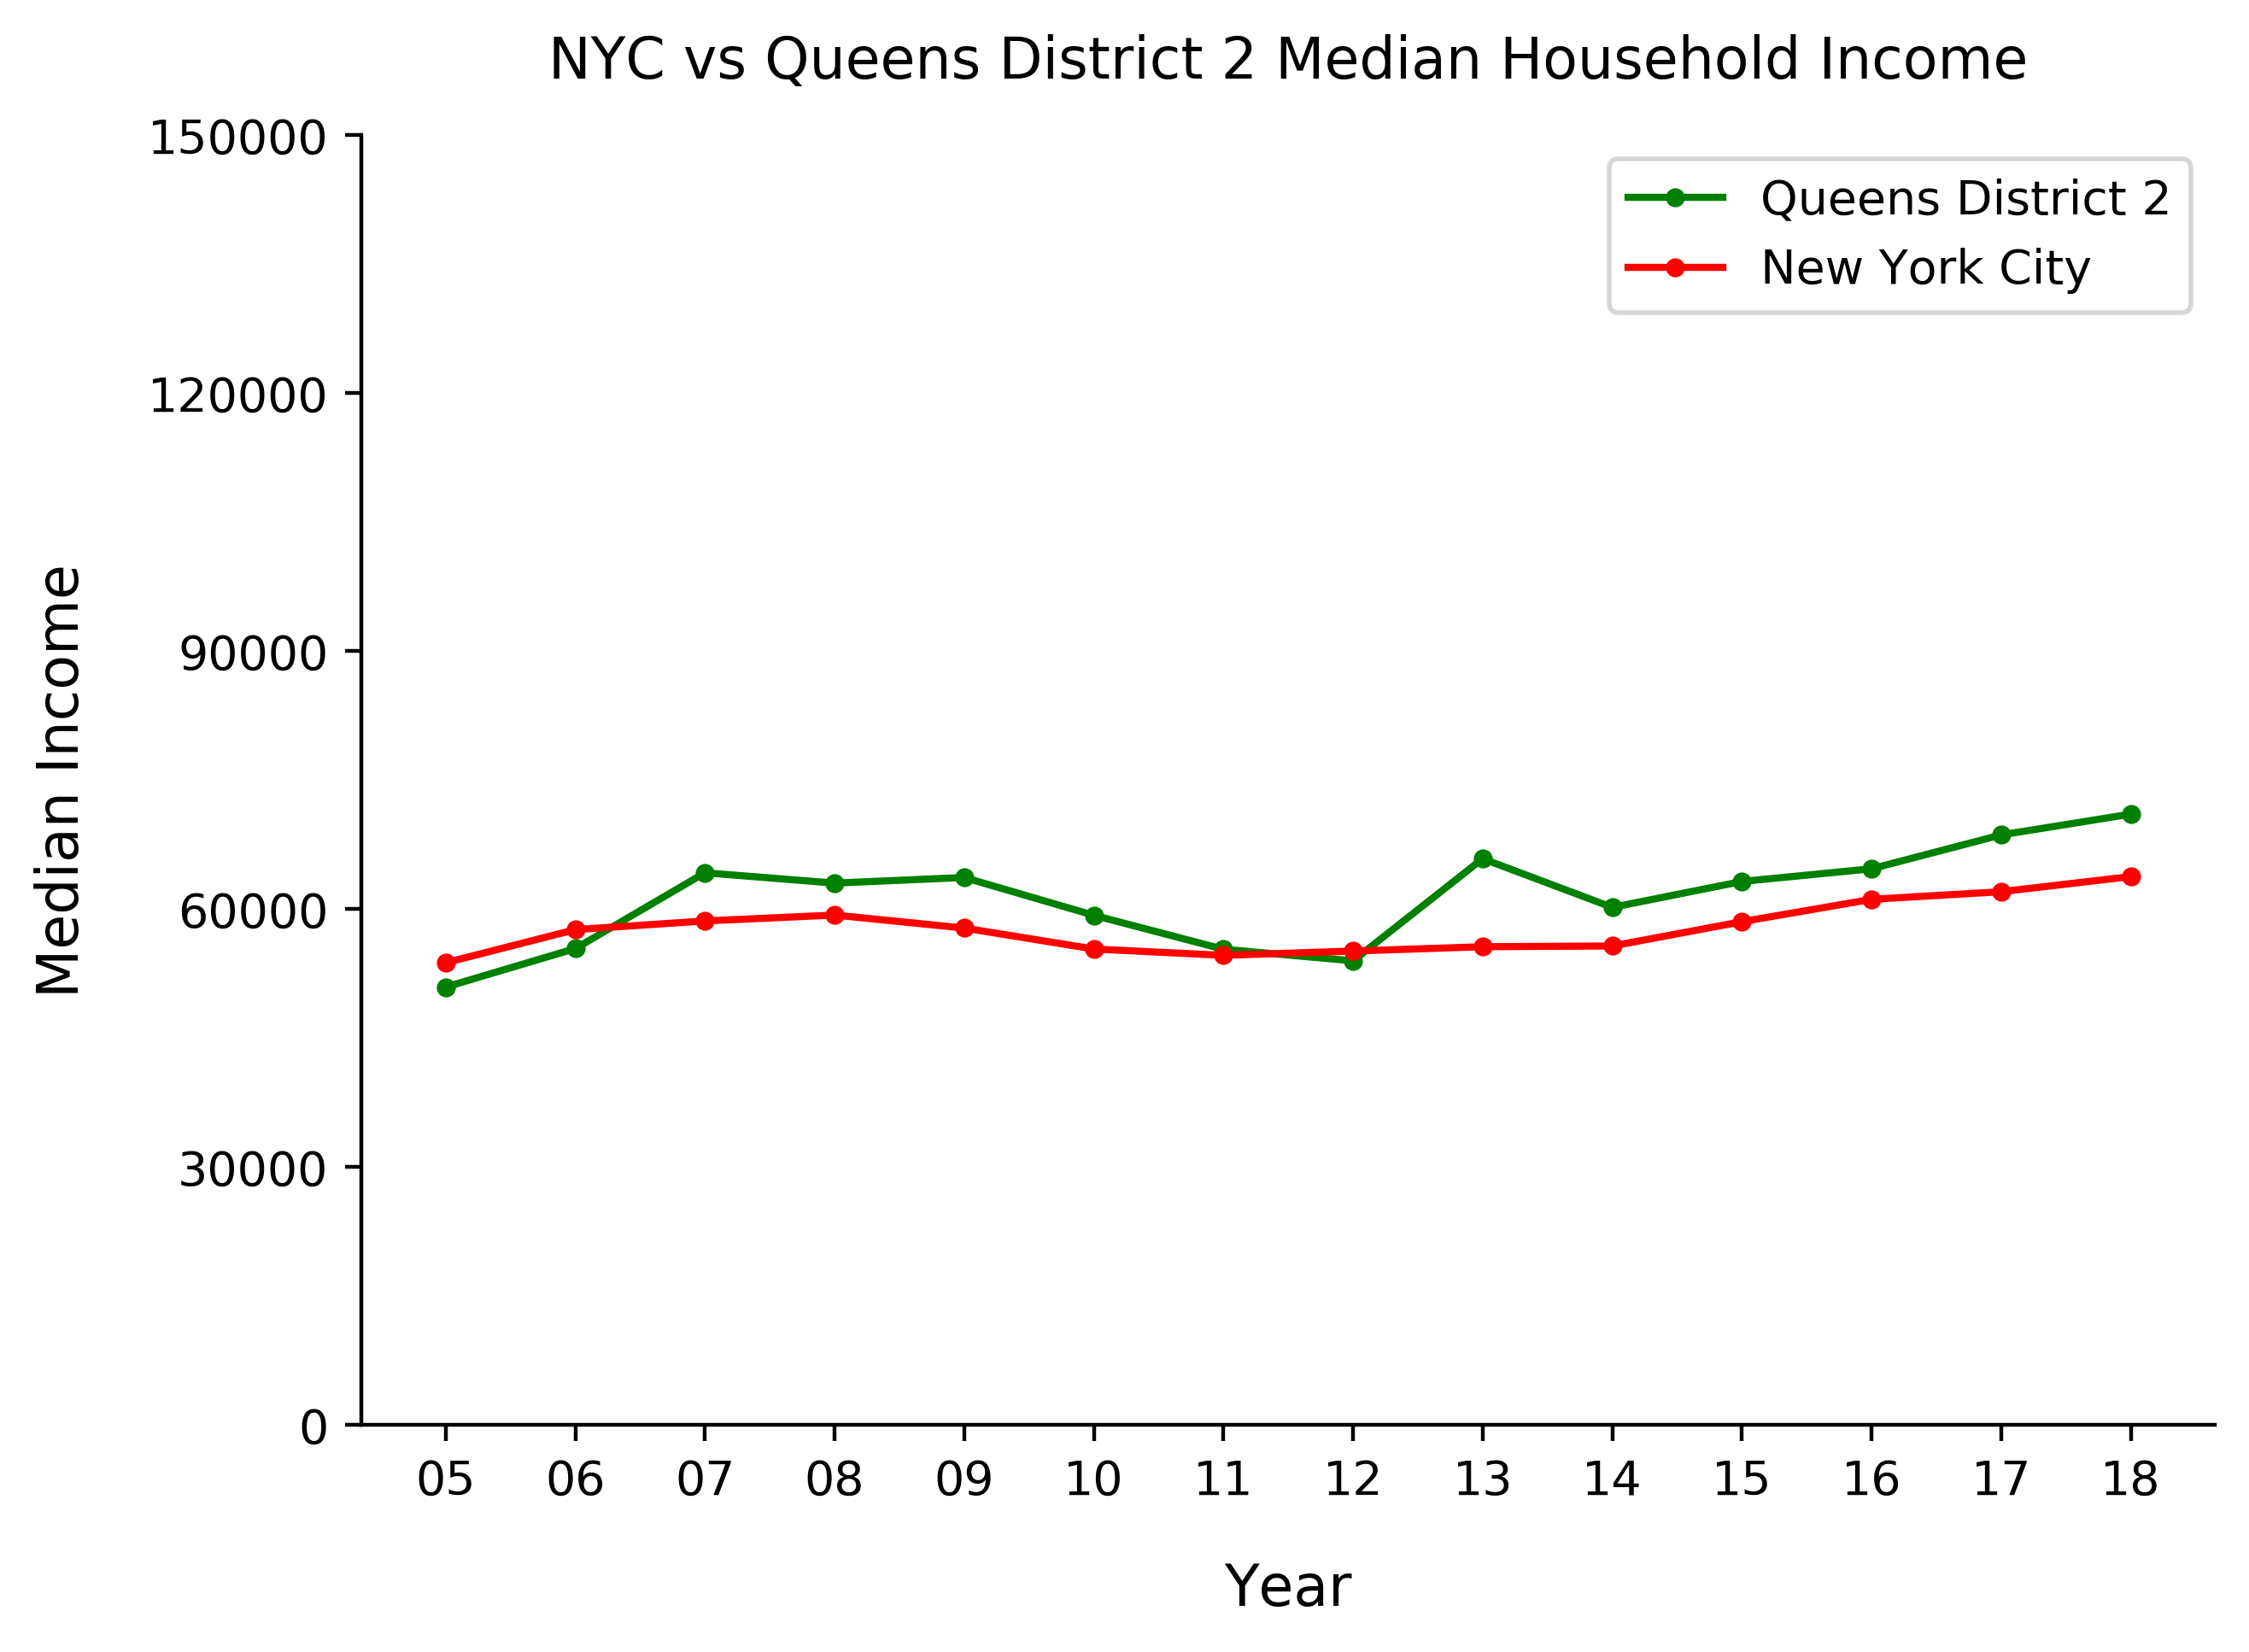 NYC vs Queens District 2 Median Household Income
150000
120000
90000
60000
30000
0
Median Income
Queens District 2
New York City
05 06 07 08 09 10 11 12 13 14 15 16 17 18
Year